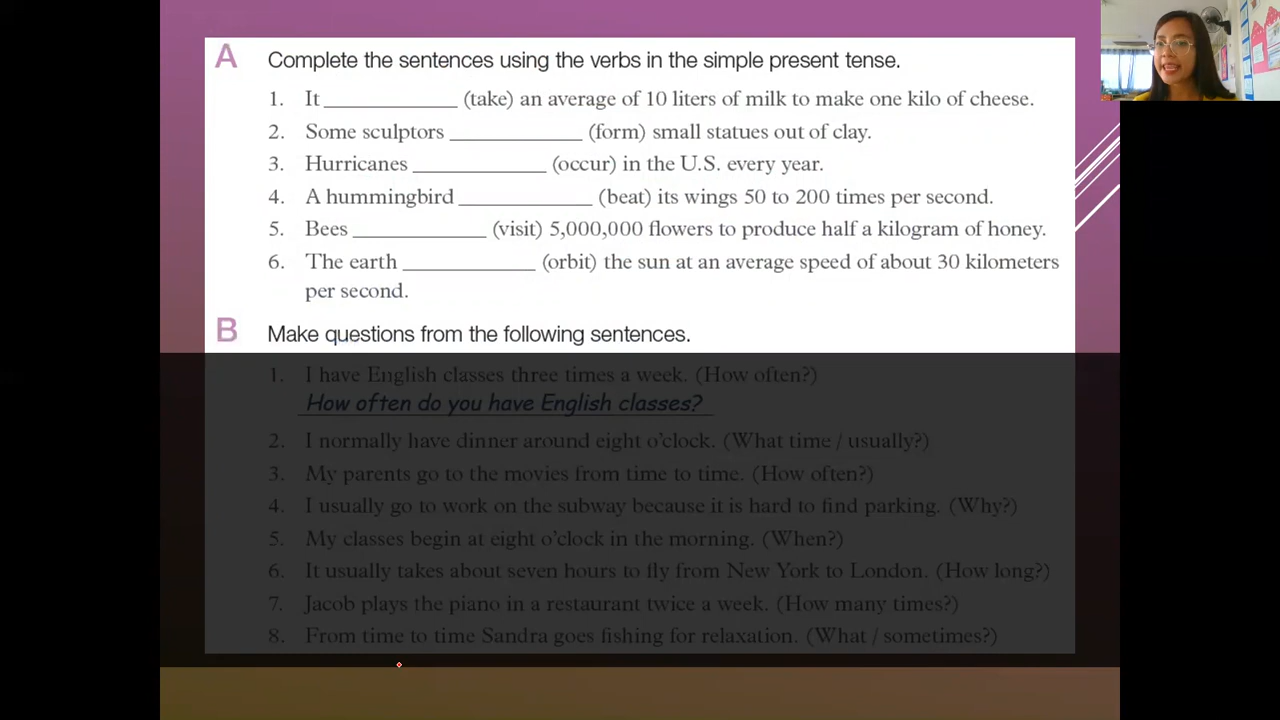 A Complete the sentences using the verbs in the simple present tense.
1. It ____________ (take) an average of 10 liters of milk to make one kilo of cheese.
2. Some sculptors ____________ (form) small statues out of clay.
3. Hurricanes ____________ (occur) in the U.S. every year.
4. A hummingbird ____________ (beat) its wings 50 to 200 times per second.
5. Bees ____________ (visit) 5,000,000 flowers to produce half a kilogram of honey.
6. The earth ____________ (orbit) the sun at an average speed of about 30 kilometers
per second.
B Make questions from the following sentences.
1. I have English classes three times a week. (How often?)
How often do you have English classes?
2. I normally have dinner around eight o'clock. (What time / usually?)
3. My parents go to the movies from time to time. (How often?)
4. I usually go to work on the subway because it is hard to find parking. (Why?)
5. My classes begin at eight o'clock in the morning. (When?)
6. It usually takes about seven hours to fly from New York to London. (How long?)
7. Jacob plays the piano in a restaurant twice a week. (How many times?)
8. From time to time Sandra goes fishing for relaxation. (What / sometimes?)